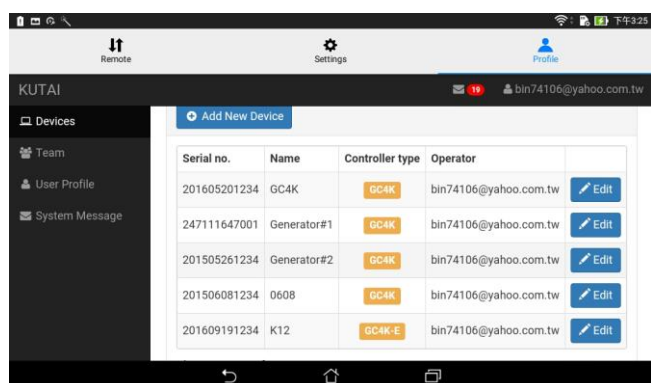 下午3:25
Remote
Settings
Profile
KUTAI
19
bin74106@yahoo.com.tw
Devices
Team
User Profile
System Message
Add New Device
Serial no. Name Controller type Operator
201605201234 GC4K GC4K bin74106@yahoo.com.tw Edit
247111647001 Generator#1 GC4K bin74106@yahoo.com.tw Edit
201505261234 Generator#2 GC4K bin74106@yahoo.com.tw Edit
201506081234 0608 GC4K bin74106@yahoo.com.tw Edit
201609191234 K12 GC4K-E bin74106@yahoo.com.tw Edit